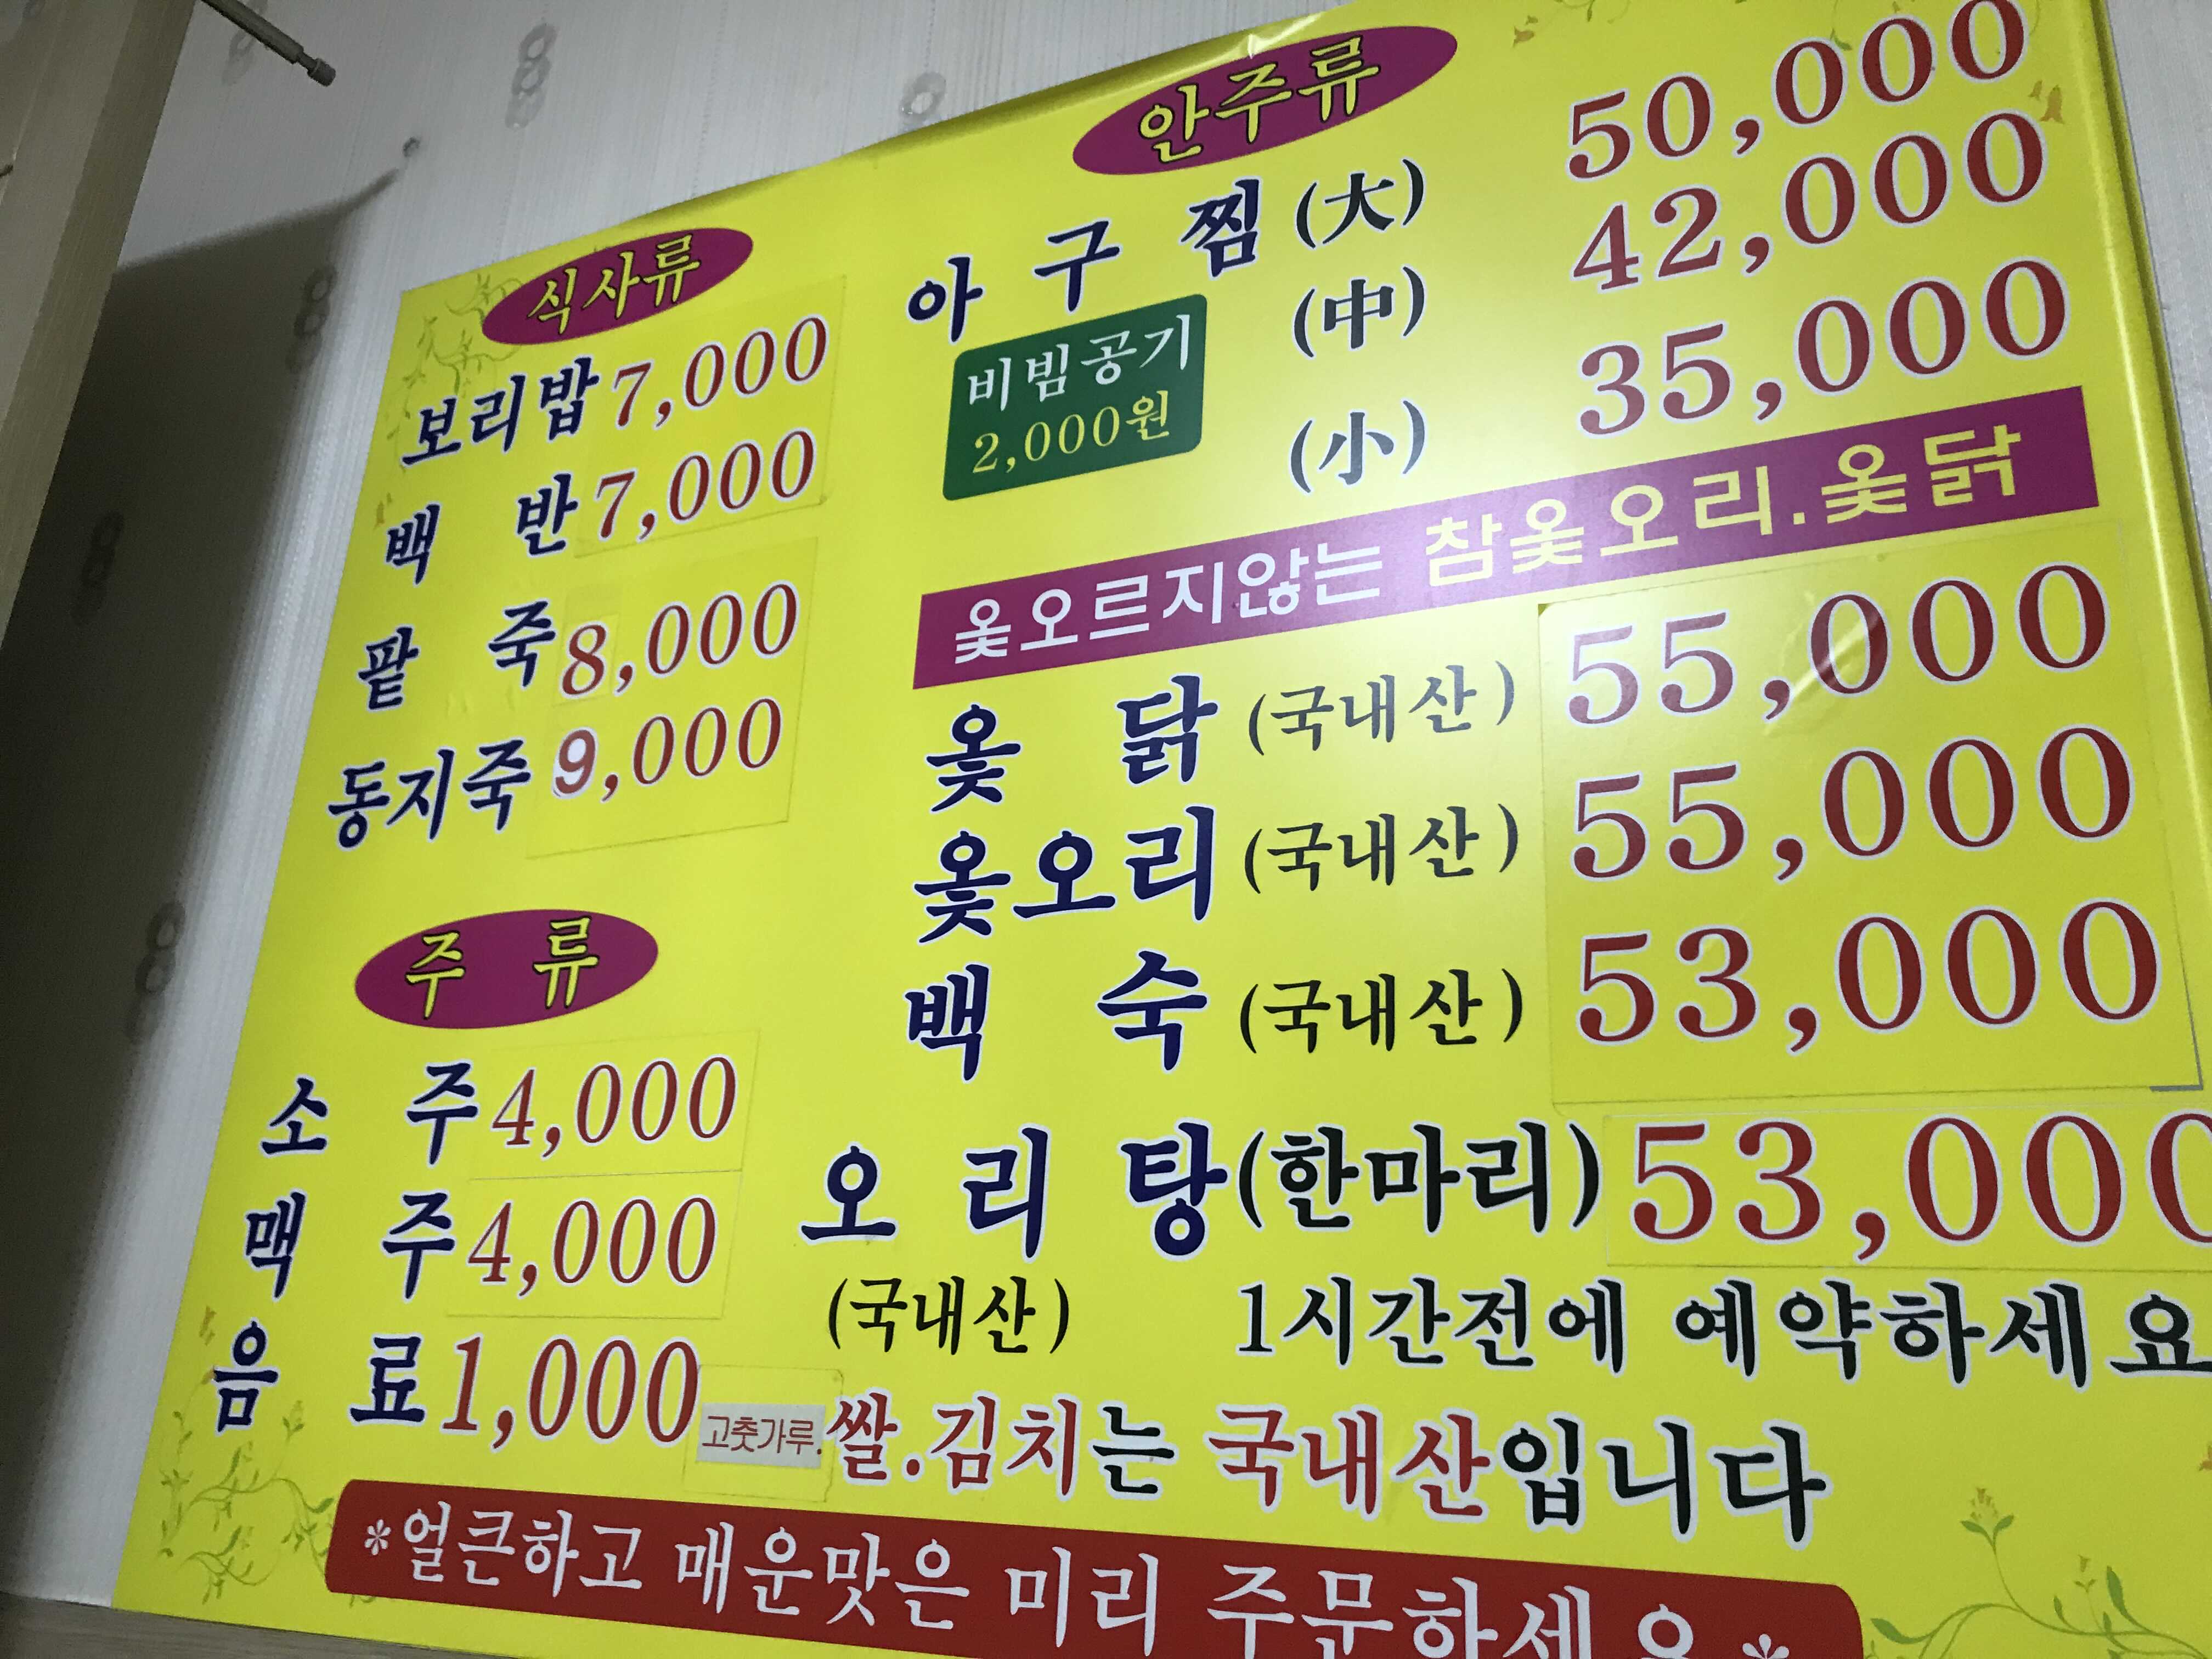 식사류
보리밥 7,000
백 반 7,000
팥 죽 8,000
동지죽 9,000
주 류
소 주 4,000
맥 주 4,000
음 료 1,000
안주류
아 구 찜 (大) 50,000
(中) 42,000
(小) 35,000
비빔공기
2,000원
옻오르지않는 참옻오리.옻닭
옻 닭 (국내산) 55,000
옻오리 (국내산) 55,000
백 숙 (국내산) 53,000
오 리 탕(한마리) 53,000
(국내산) 1시간전에 예약하세요
고춧가루.쌀.김치는 국내산입니다
*얼큰하고 매운맛은 미리 주문하세요*